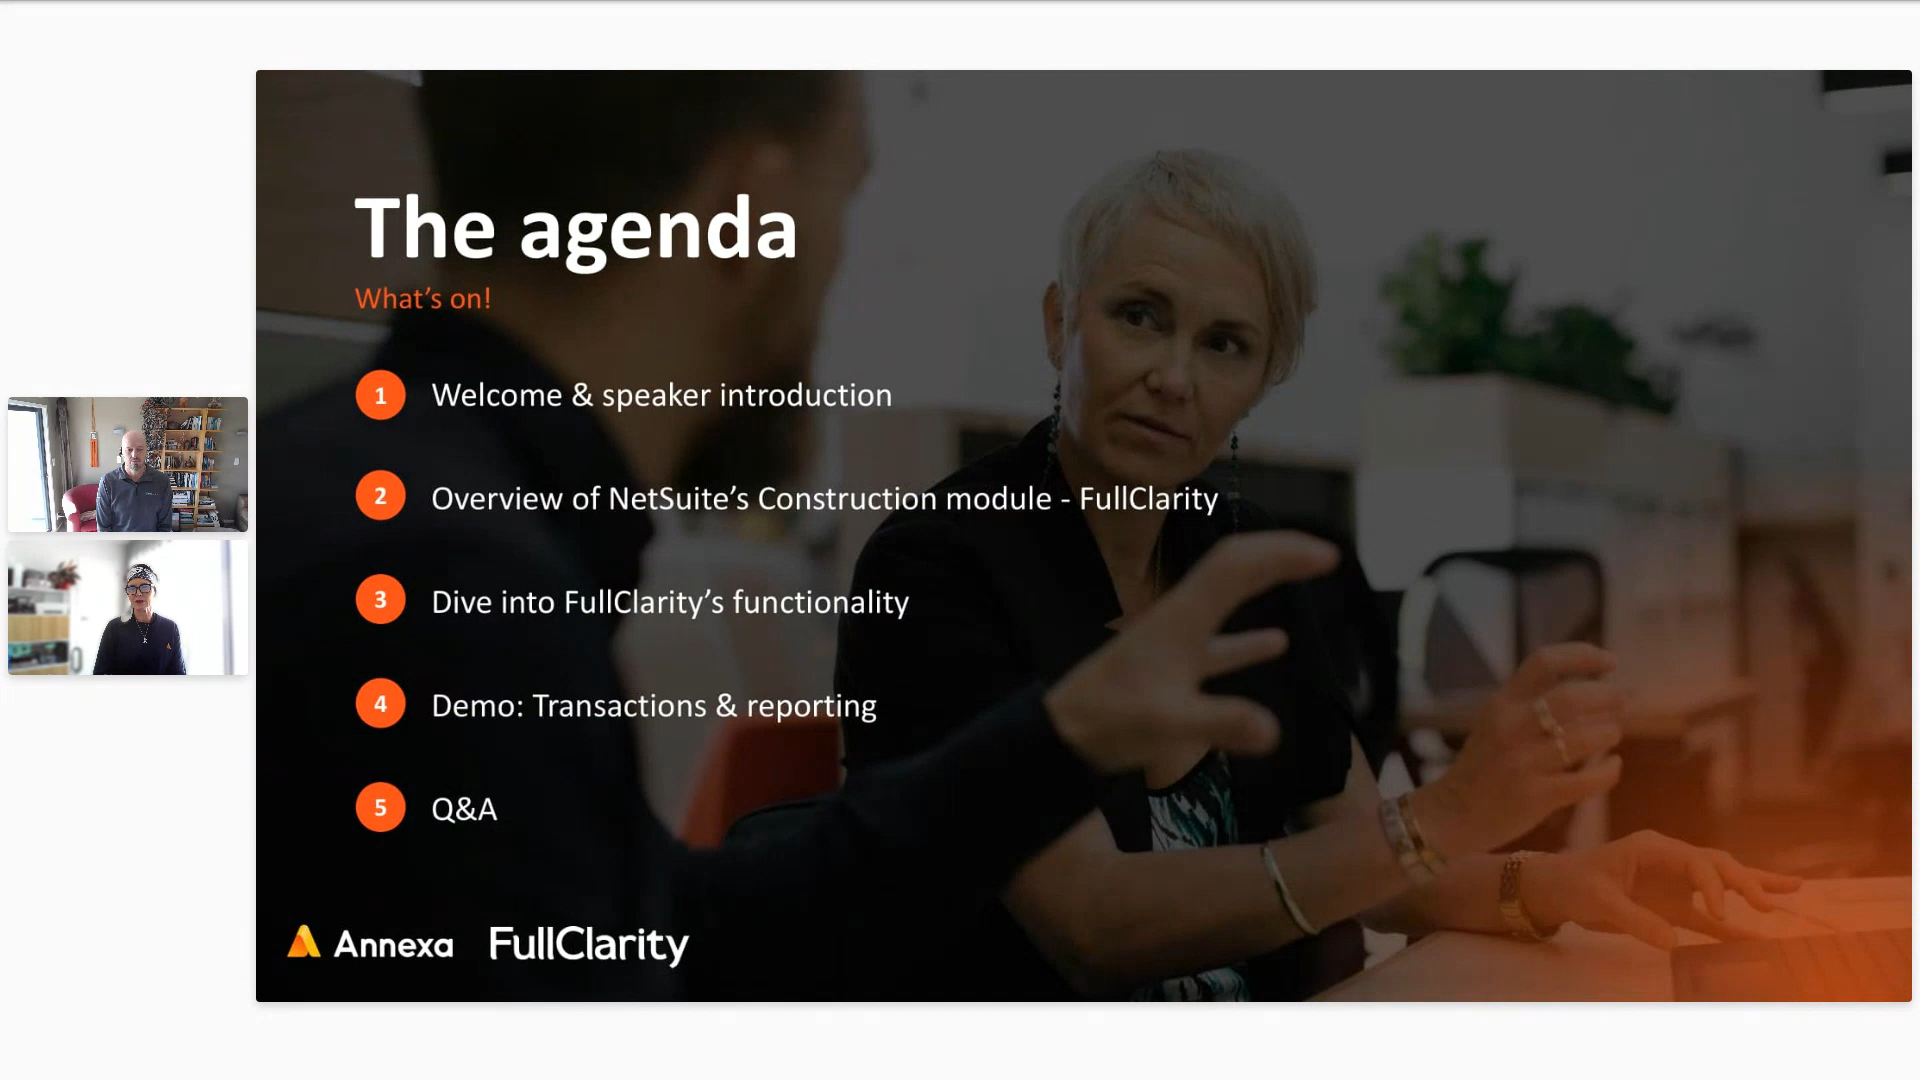 The agenda
What’s on!
1 Welcome & speaker introduction
2 Overview of NetSuite’s Construction module - FullClarity
3 Dive into FullClarity’s functionality
4 Demo: Transactions & reporting
5 Q&A
Annexa FullClarity